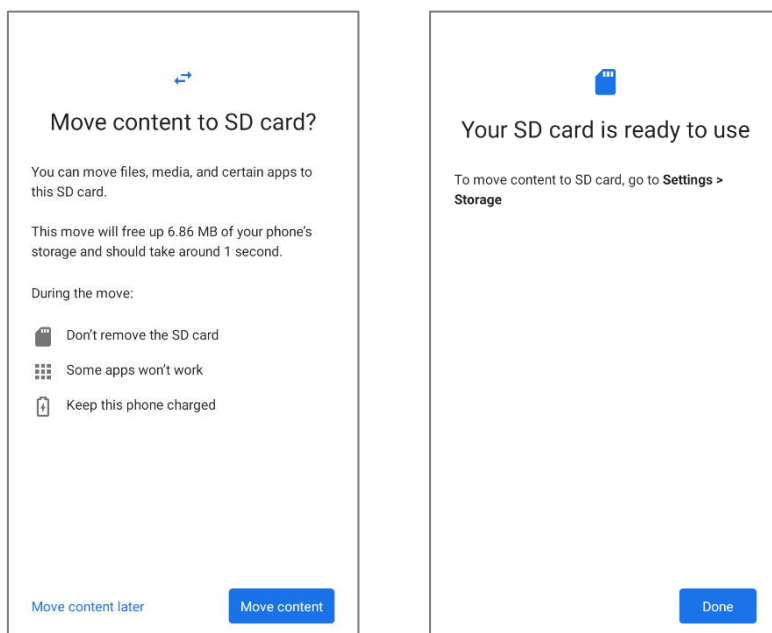 Move content to SD card?
You can move files, media, and certain apps to
this SD card.
This move will free up 6.86 MB of your phone's
storage and should take around 1 second.
During the move:
Don't remove the SD card
Some apps won't work
Keep this phone charged
Move content later
Move content
Your SD card is ready to use
To move content to SD card, go to Settings >
Storage
Done